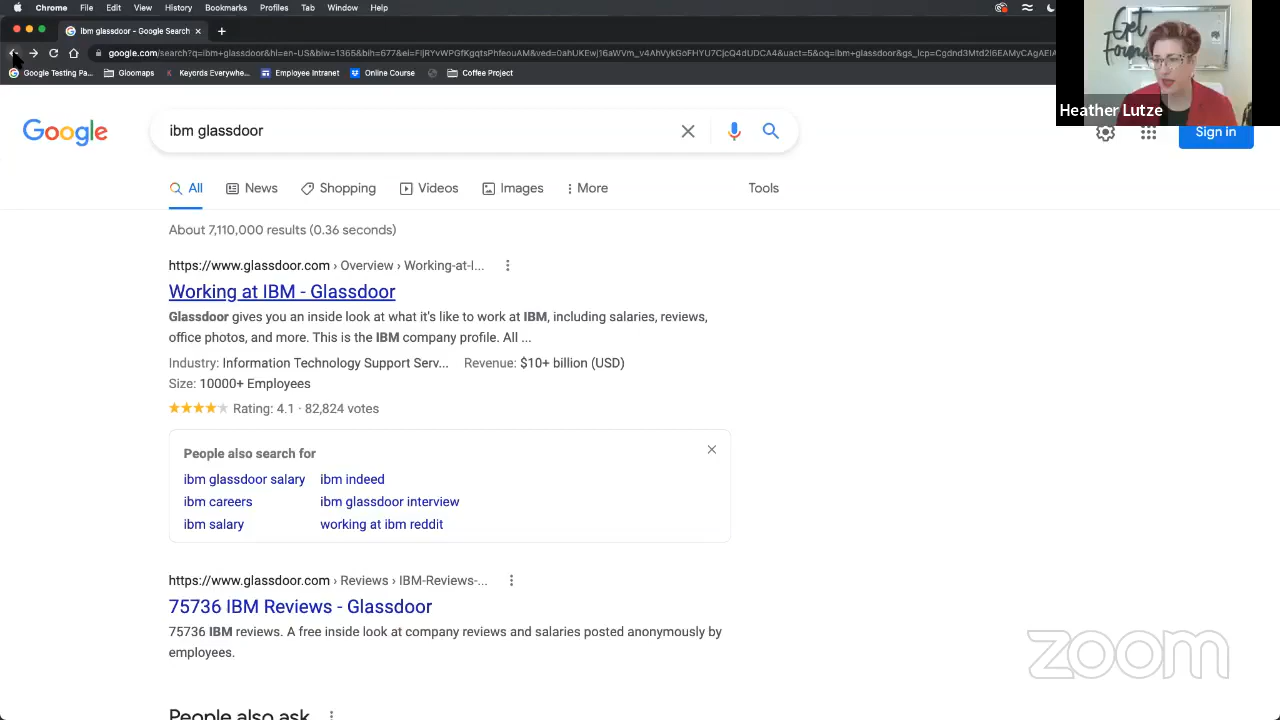 Chrome File Edit View History Bookmarks Profiles Tab Window Help
ibm glassdoor - Google Search
Google Testing Pa... Gloomaps Keywords Everywhe... Employee Intranet Online Course Coffee Project
Get
Found
Heather Lutze
Google
ibm glassdoor
Sign in
All News Shopping Videos Images More Tools
About 7,110,000 results (0.36 seconds)
https://www.glassdoor.com › Overview › Working-at-I...
Working at IBM - Glassdoor
Glassdoor gives you an inside look at what it's like to work at IBM, including salaries, reviews,
office photos, and more. This is the IBM company profile. All ...
Industry: Information Technology Support Serv... Revenue: $10+ billion (USD)
Size: 10000+ Employees
Rating: 4.1 · 82,824 votes
People also search for
ibm glassdoor salary ibm indeed
ibm careers ibm glassdoor interview
ibm salary working at ibm reddit
https://www.glassdoor.com › Reviews › IBM-Reviews-...
75736 IBM Reviews - Glassdoor
75736 IBM reviews. A free inside look at company reviews and salaries posted anonymously by
employees.
zoom
People also ask